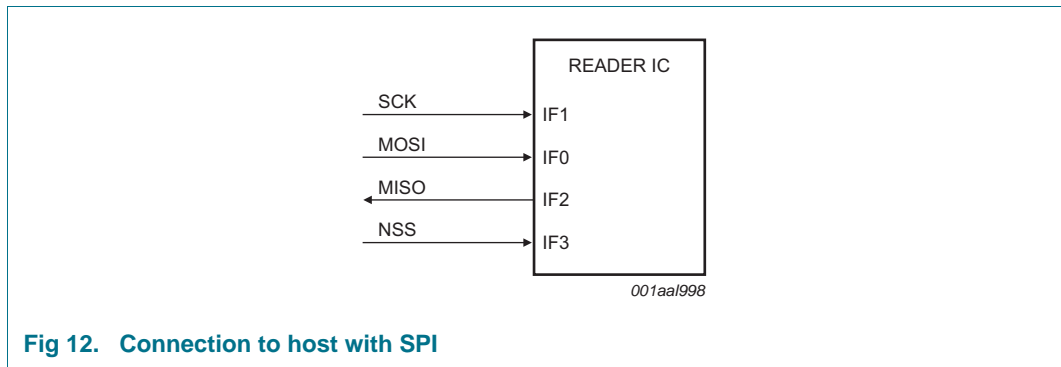 READER IC
SCK
IF1
MOSI
IF0
MISO
IF2
NSS
IF3
001aal998
Fig 12. Connection to host with SPI